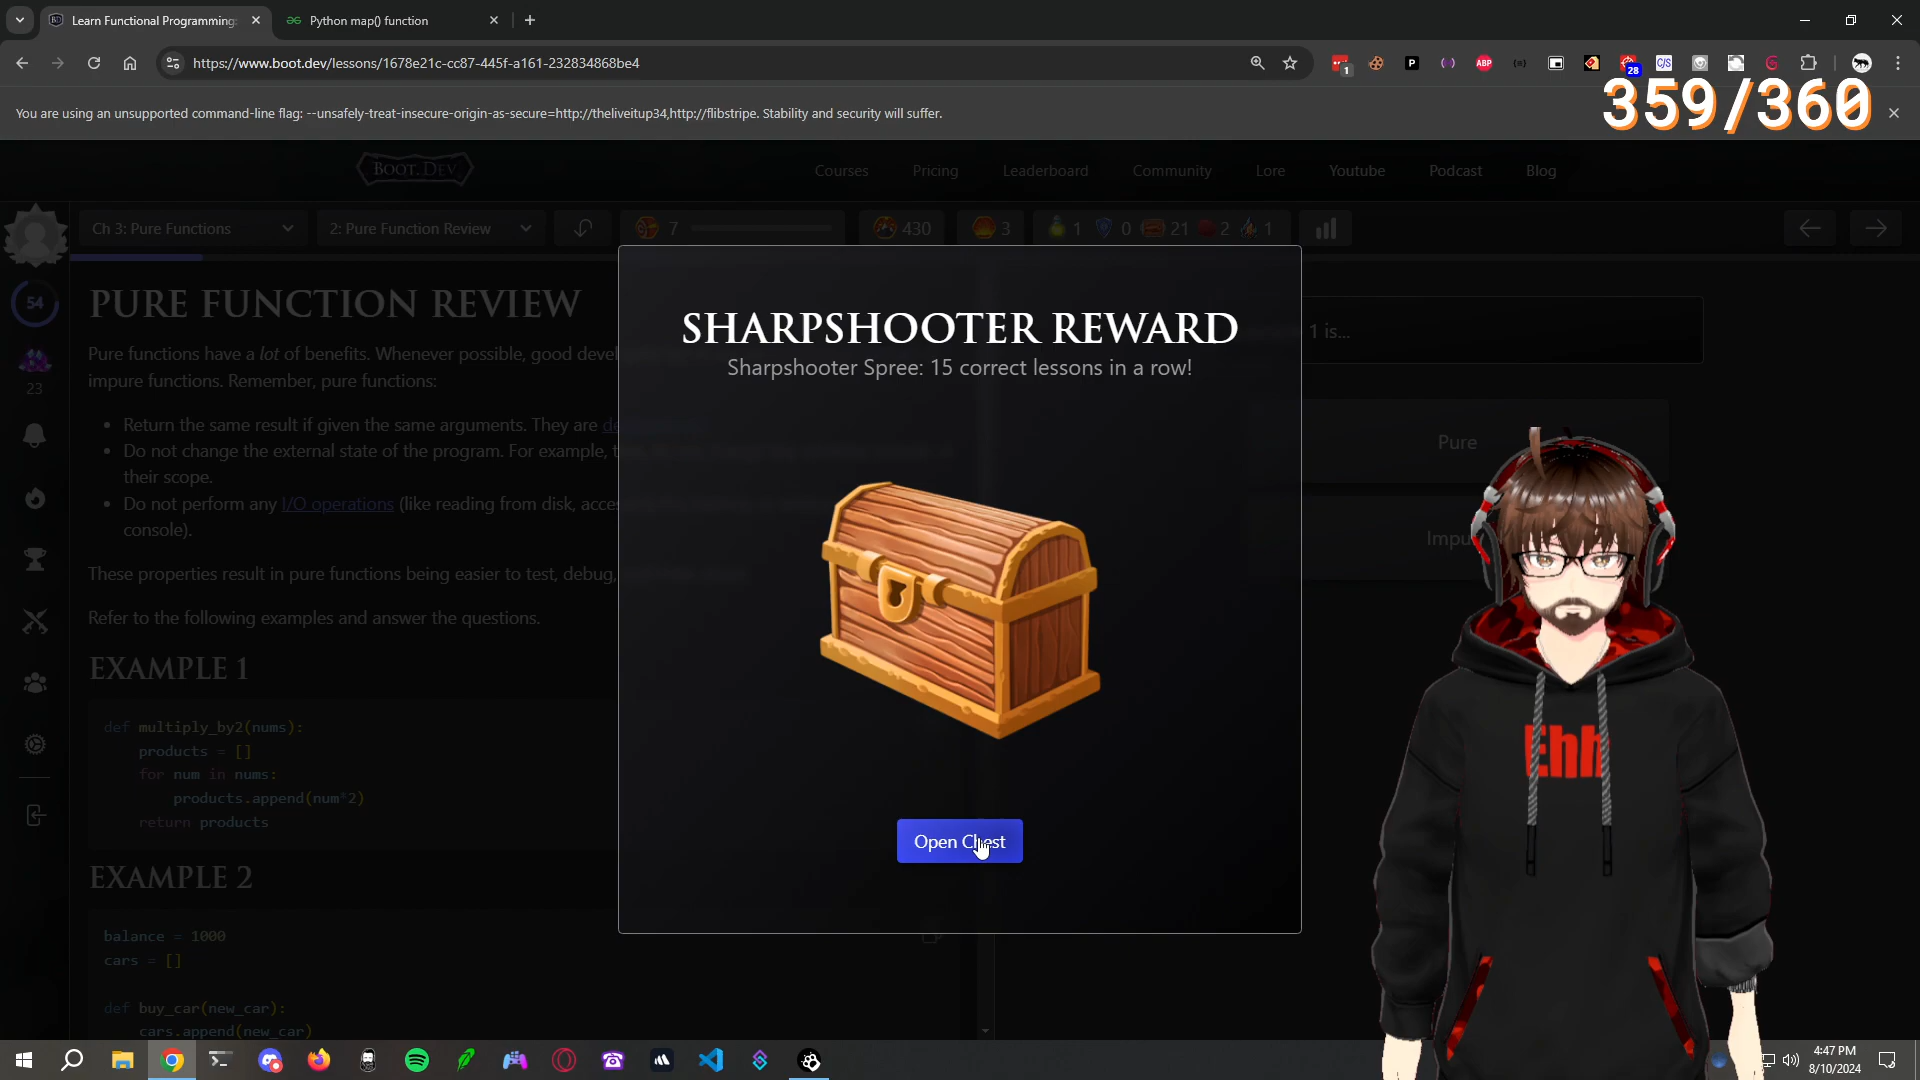 Learn Functional Programming:
Python map() function
https://www.boot.dev/lessons/1678e21c-cc87-445f-a161-232834868be4
1
P
ABP
28
C/S
You are using an unsupported command-line flag: --unsafely-treat-insecure-origin-as-secure=http://theliveitup34,http://flibstripe. Stability and security will suffer.
359/360
BOOT.DEV
Courses
Pricing
Leaderboard
Community
Lore
Youtube
Podcast
Blog
Ch 3: Pure Functions
2: Pure Function Review
7
430
3
1
0
21
2
1
54
23
PURE FUNCTION REVIEW
Pure functions have a lot of benefits. Whenever possible, good
impure functions. Remember, pure functions:
• Return the same result if given the same arguments. They are
• Do not change the external state of the program. For example,
their scope.
• Do not perform any I/O operations (like reading from disk,
console).
These properties result in pure functions being easier to test, debug,
Refer to the following examples and answer the questions.
EXAMPLE 1
def multiply_by2(nums):
products = []
for num in nums:
products.append(num*2)
return products
EXAMPLE 2
balance = 1000
cars = []
def buy_car(new_car):
cars.append(new_car)
SHARPSHOOTER REWARD
Sharpshooter Spree: 15 correct lessons in a row!
Open Chest
1 is...
Pure
Ehh
4:47 PM
8/10/2024